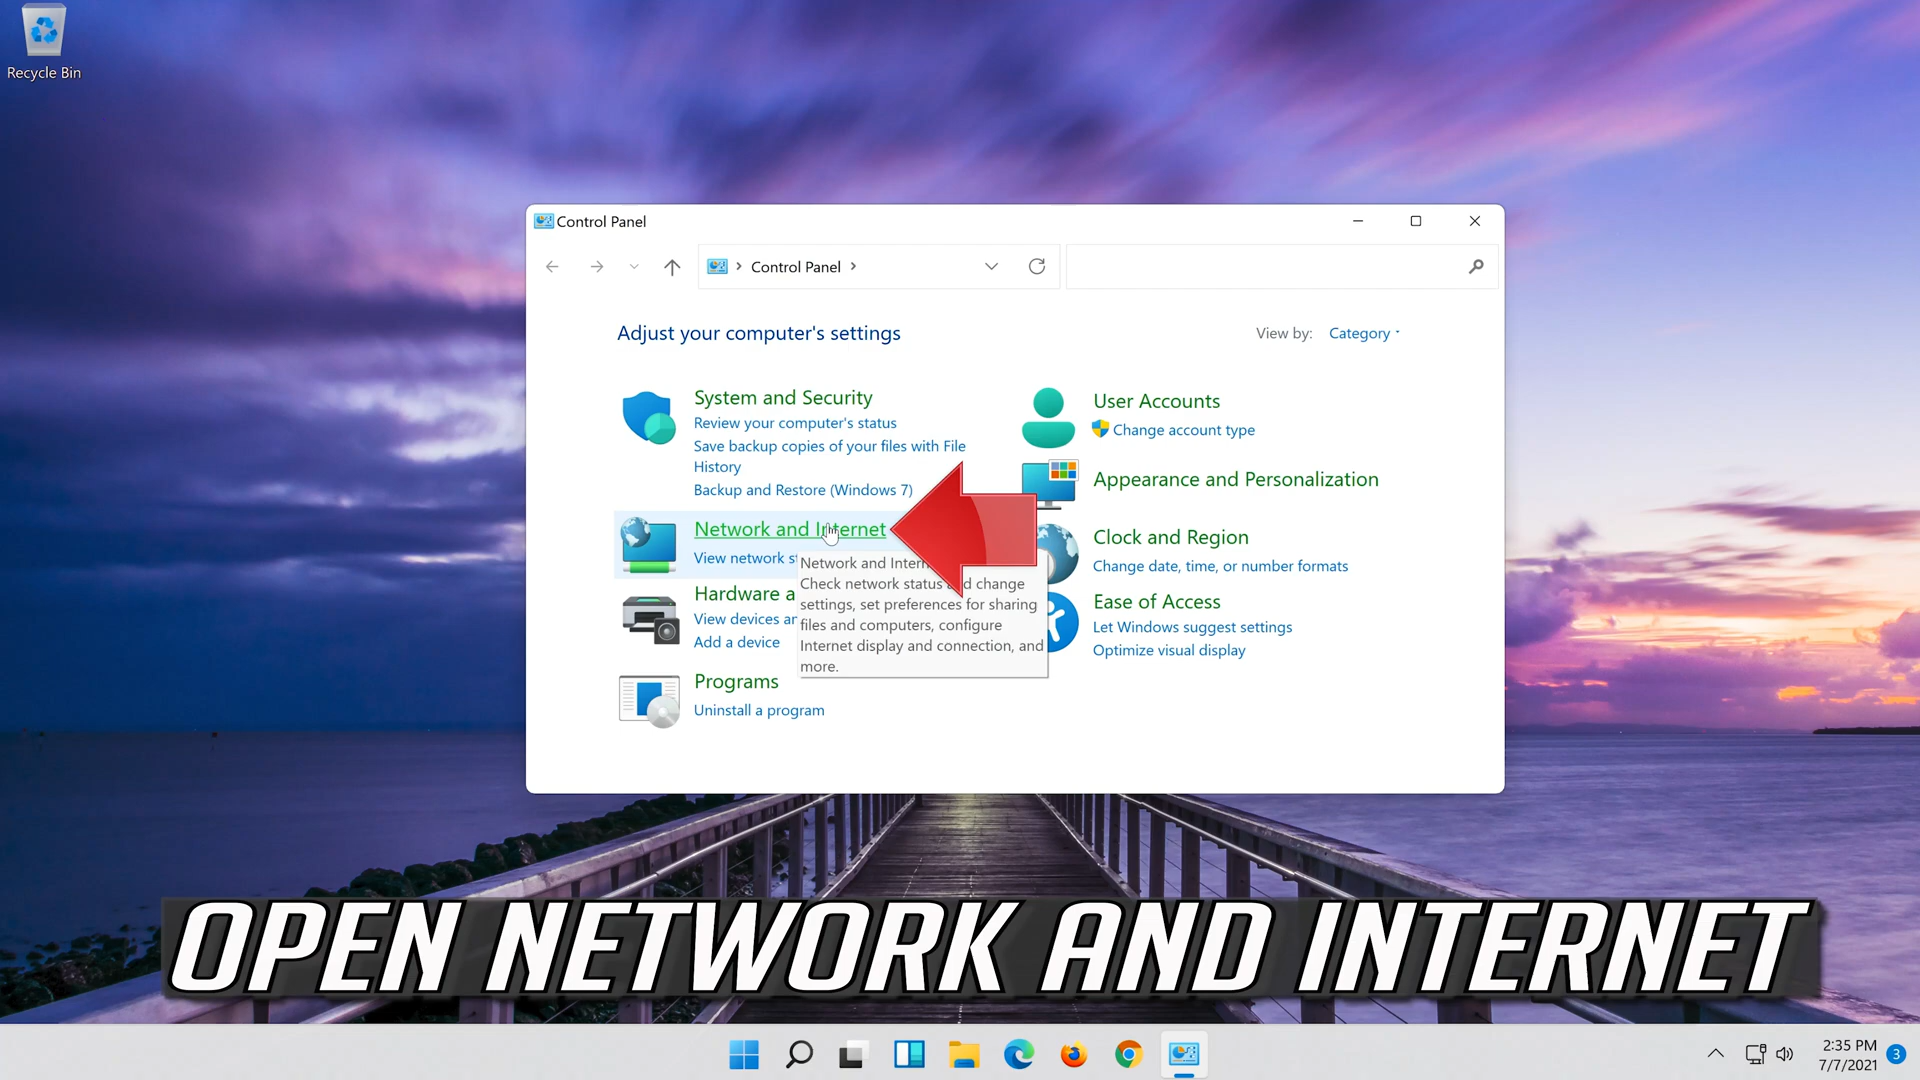 Recycle Bin
Control Panel
Control Panel
Adjust your computer's settings
View by: Category
System and Security
Review your computer's status
Save backup copies of your files with File
History
Backup and Restore (Windows 7)
Network and Internet
View network
Network and
Check network status and change
settings, set preferences for sharing
files and computers, configure
Internet display and connection, and
more.
Hardware
View devices
Add a device
Programs
Uninstall a program
User Accounts
Change account type
Appearance and Personalization
Clock and Region
Change date, time, or number formats
Ease of Access
Let Windows suggest settings
Optimize visual display
OPEN NETWORK AND INTERNET
2:35 PM
7/7/2021
3